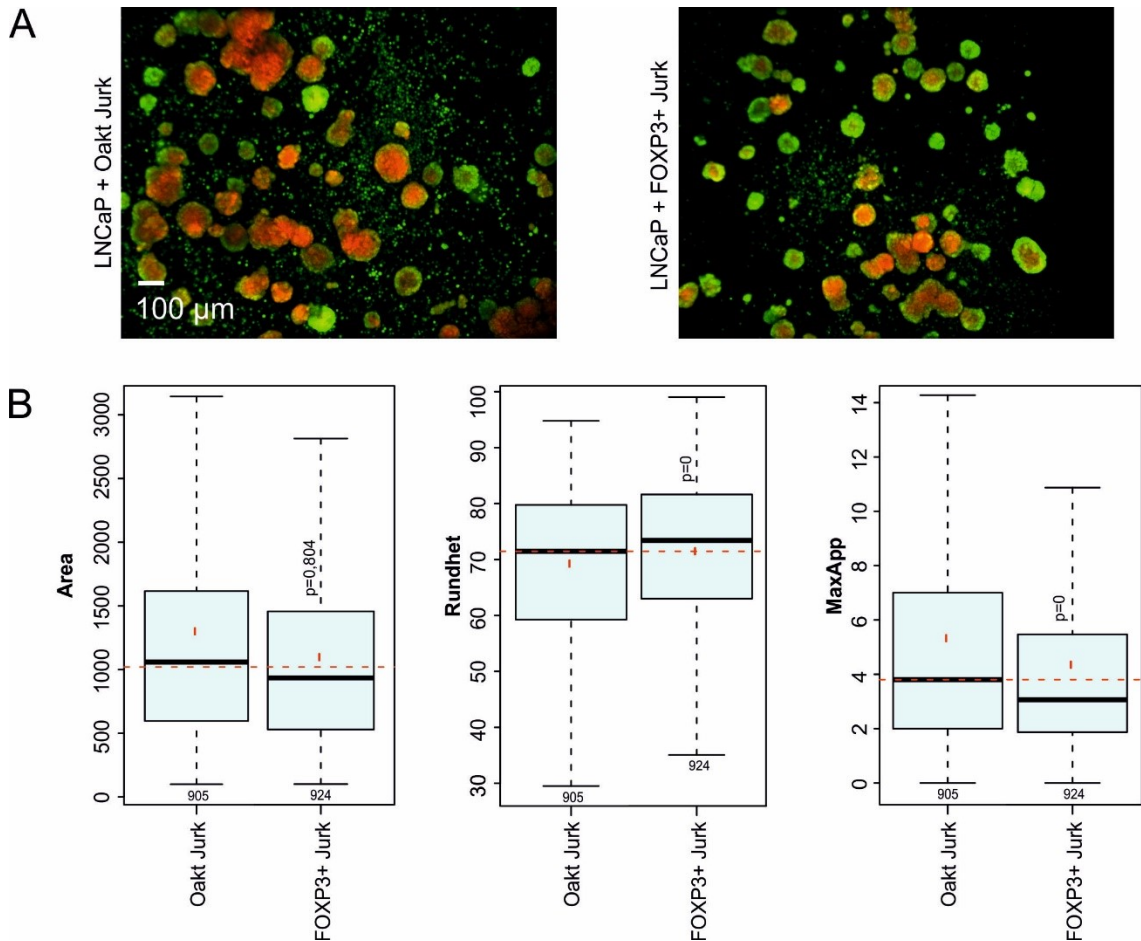 A
LNCaP + Oakt Jurk
100 µm
LNCaP + FOXP3+ Jurk
B
Area
0
500
1000
1500
2000
2500
3000
p=0,804
905
924
Oakt Jurk
FOXP3+ Jurk
Rundhet
30
40
50
60
70
80
90
100
p=0
905
924
Oakt Jurk
FOXP3+ Jurk
MaxApp
0
2
4
6
8
10
12
14
p=0
905
924
Oakt Jurk
FOXP3+ Jurk